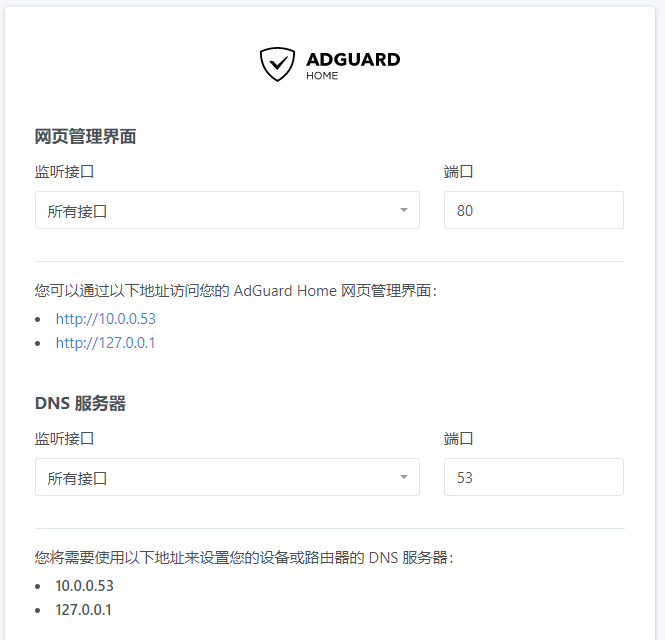 ADGUARD
HOME
网页管理界面
监听接口
端口
所有接口
80
您可以通过以下地址访问您的 AdGuard Home 网页管理界面：
http://10.0.0.53
http://127.0.0.1
DNS 服务器
监听接口
端口
所有接口
53
您将需要使用以下地址来设置您的设备或路由器的 DNS 服务器：
10.0.0.53
127.0.0.1